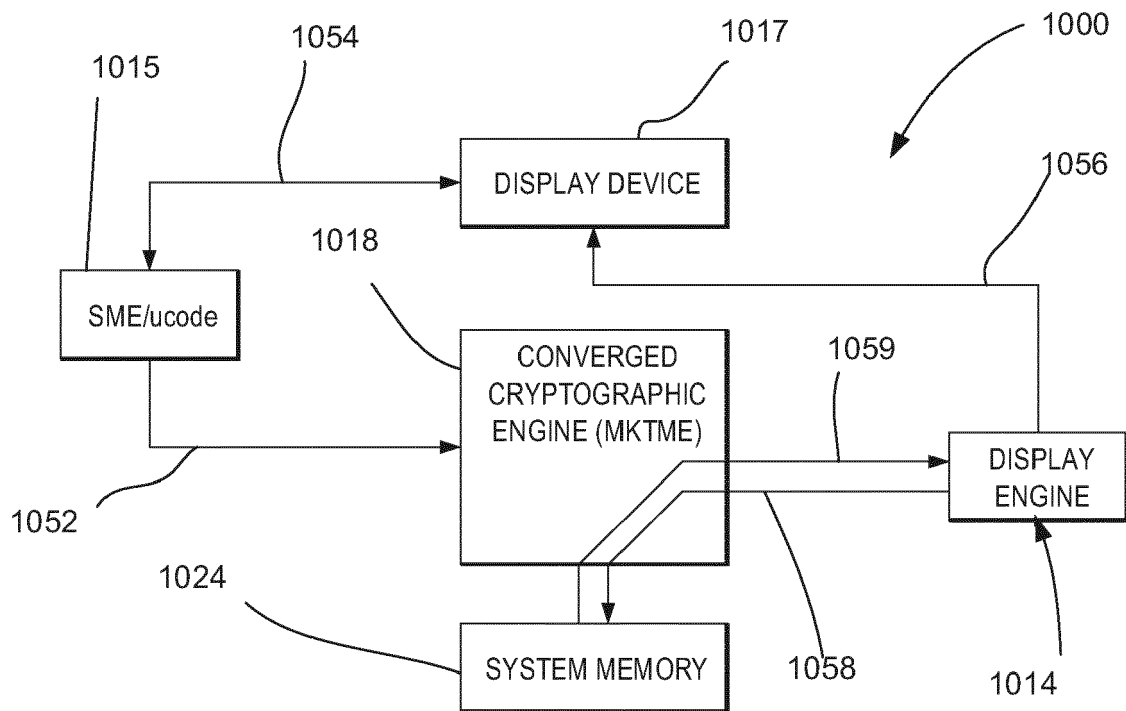 1054
1017
1000
1015
1056
DISPLAY DEVICE
1018
SME/ucode
CONVERGED
CRYPTOGRAPHIC
ENGINE (MKTME)
1059
DISPLAY
ENGINE
1052
1024
SYSTEM MEMORY
1058
1014